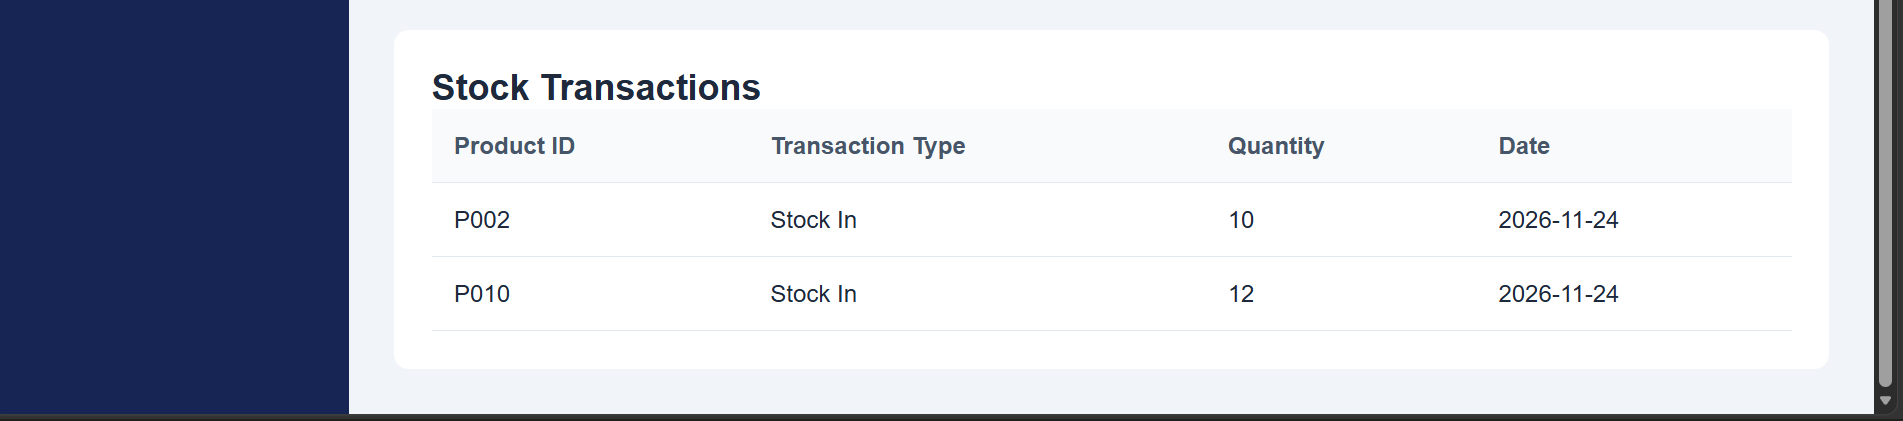 Stock Transactions
Product ID Transaction Type Quantity Date
P002 Stock In 10 2026-11-24
P010 Stock In 12 2026-11-24